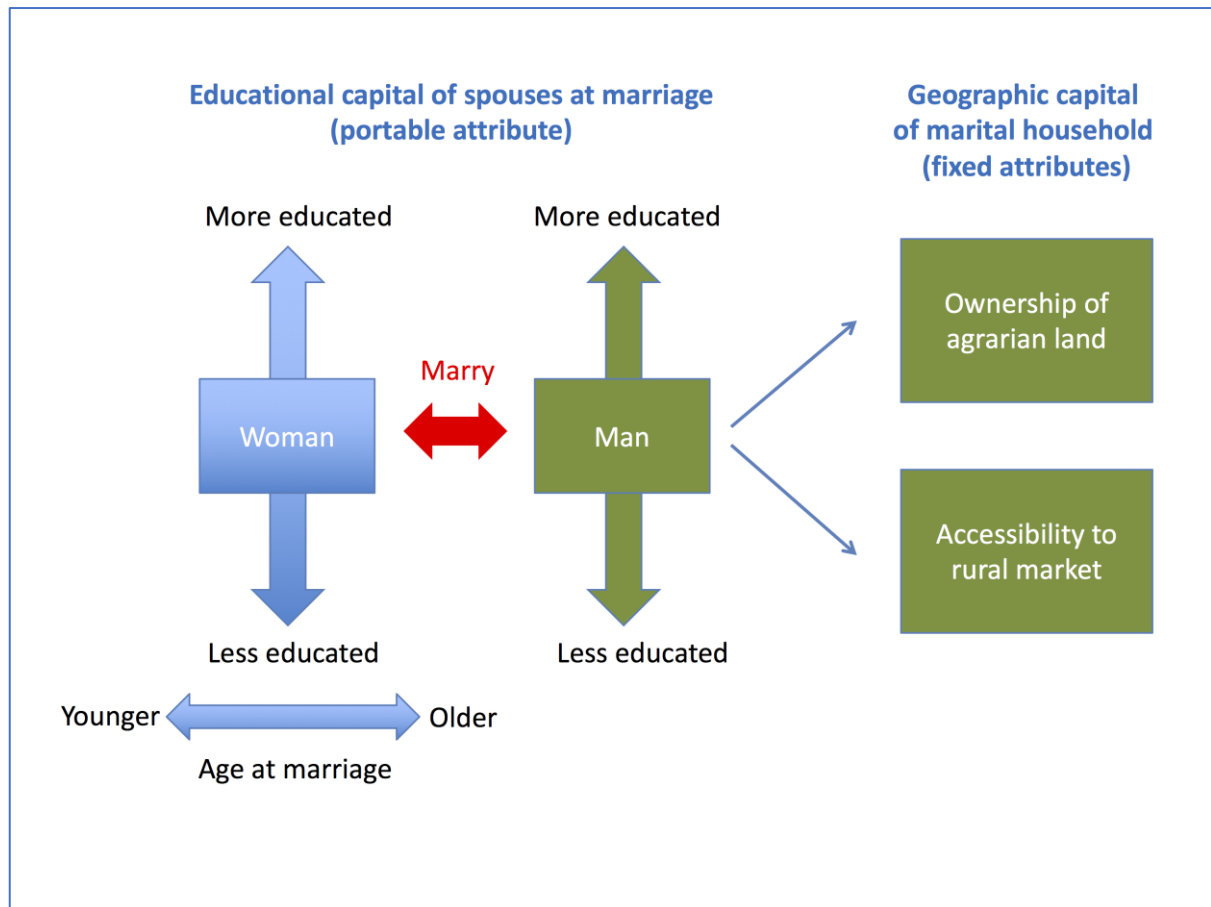 Educational capital of spouses at marriage
(portable attribute)
Geographic capital
of marital household
(fixed attributes)
More educated
More educated
Ownership of
agrarian land
Marry
Woman
Man
Accessibility to
rural market
Less educated
Less educated
Younger
Older
Age at marriage